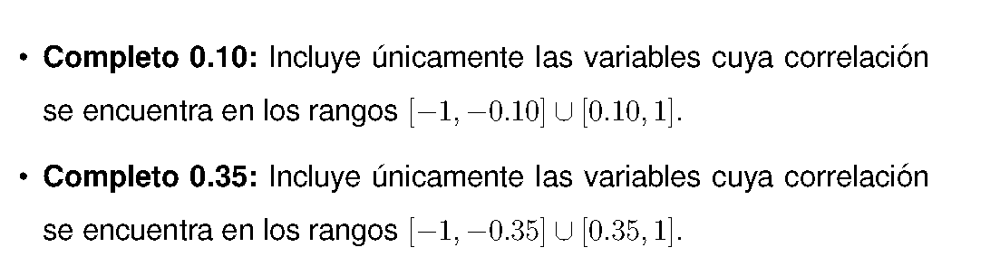 • Completo 0.10: Incluye únicamente las variables cuya correlación
se encuentra en los rangos [−1, −0.10] ∪ [0.10, 1].
• Completo 0.35: Incluye únicamente las variables cuya correlación
se encuentra en los rangos [−1, −0.35] ∪ [0.35, 1].